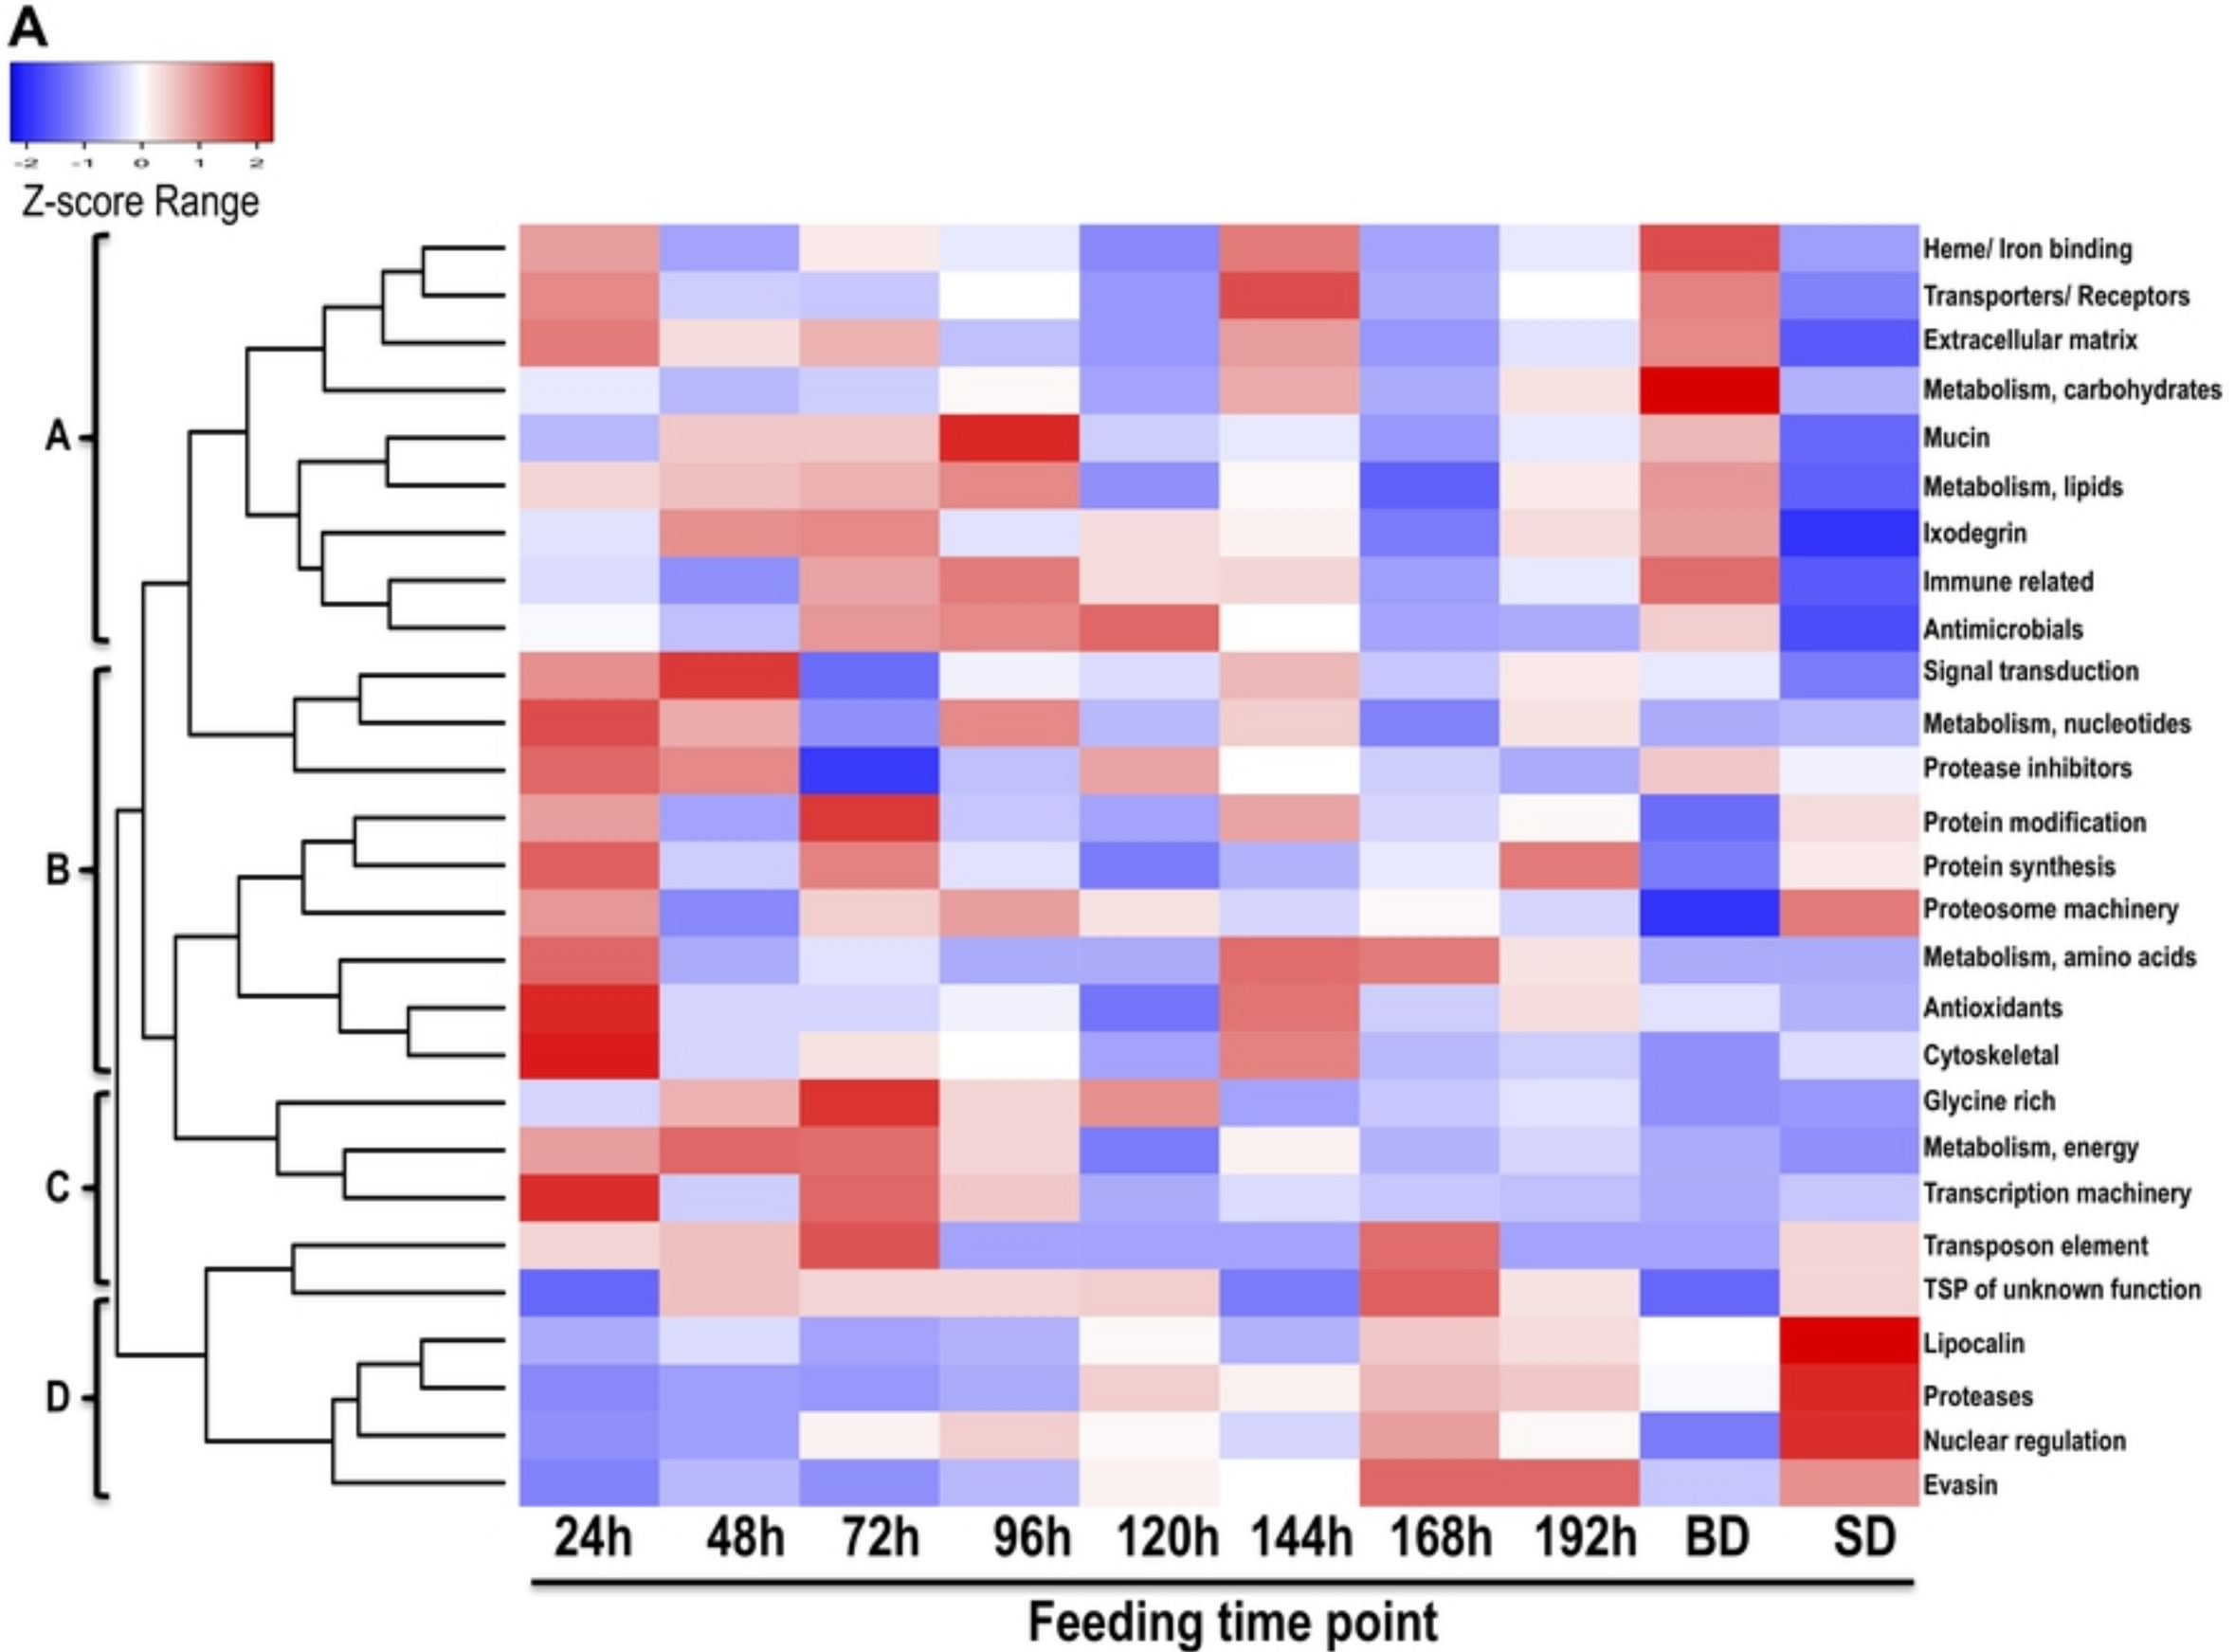 A
-2 -1 0 1 2
Z-score Range
Heme/ Iron binding
Transporters/ Receptors
Extracellular matrix
Metabolism, carbohydrates
A
Mucin
Metabolism, lipids
Ixodegrin
Immune related
Antimicrobials
Signal transduction
Metabolism, nucleotides
Protease inhibitors
Protein modification
B
Protein synthesis
Proteosome machinery
Metabolism, amino acids
Antioxidants
Cytoskeletal
Glycine rich
Metabolism, energy
C
Transcription machinery
Transposon element
TSP of unknown function
Lipocalin
D
Proteases
Nuclear regulation
Evasin
24h 48h 72h 96h 120h 144h 168h 192h BD SD
Feeding time point